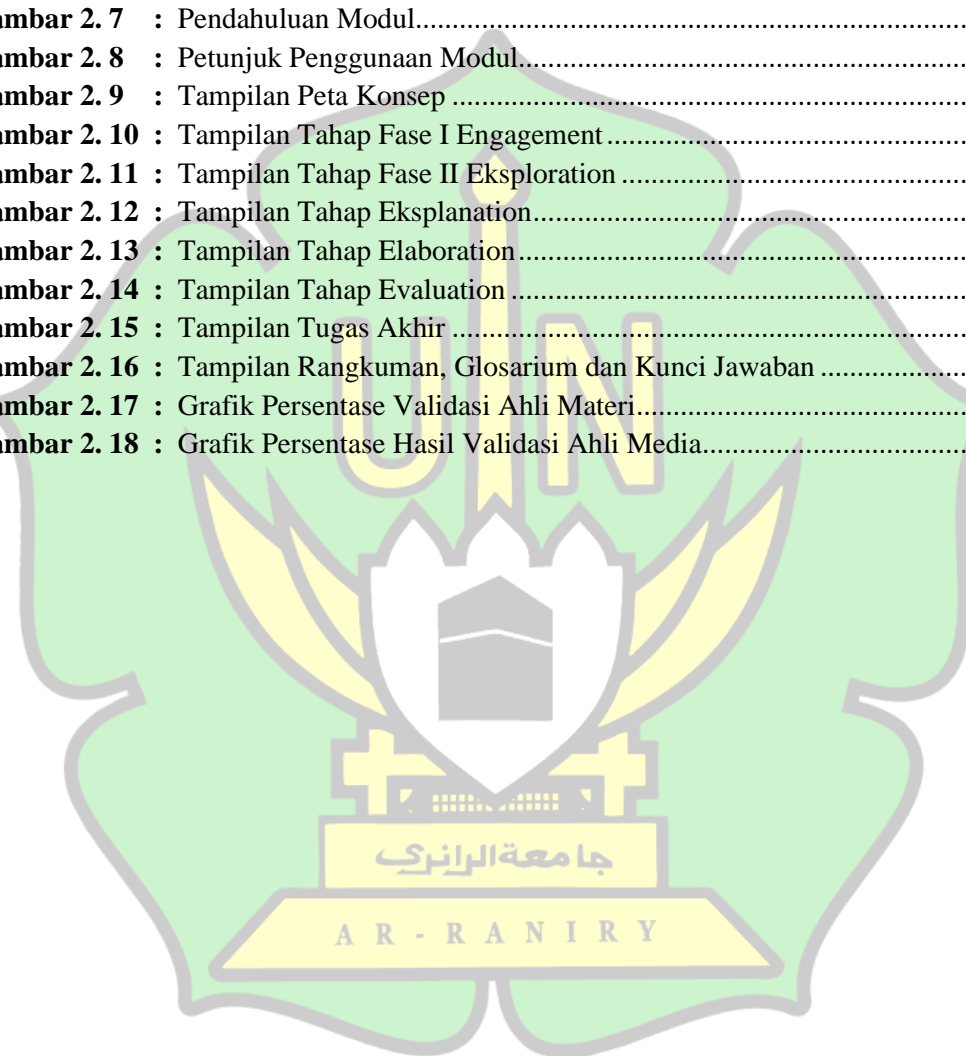 ambar 2. 7 : Pendahuluan Modul
ambar 2. 8 : Petunjuk Penggunaan Modul
ambar 2. 9 : Tampilan Peta Konsep
ambar 2. 10 : Tampilan Tahap Fase I Engagement
ambar 2. 11 : Tampilan Tahap Fase II Eksploration
ambar 2. 12 : Tampilan Tahap Eksplanation
ambar 2. 13 : Tampilan Tahap Elaboration
ambar 2. 14 : Tampilan Tahap Evaluation
ambar 2. 15 : Tampilan Tugas Akhir
ambar 2. 16 : Tampilan Rangkuman, Glosarium dan Kunci Jawaban
ambar 2. 17 : Grafik Persentase Validasi Ahli Materi
ambar 2. 18 : Grafik Persentase Hasil Validasi Ahli Media
UIN
جامعةالرانري
AR-RANIRY